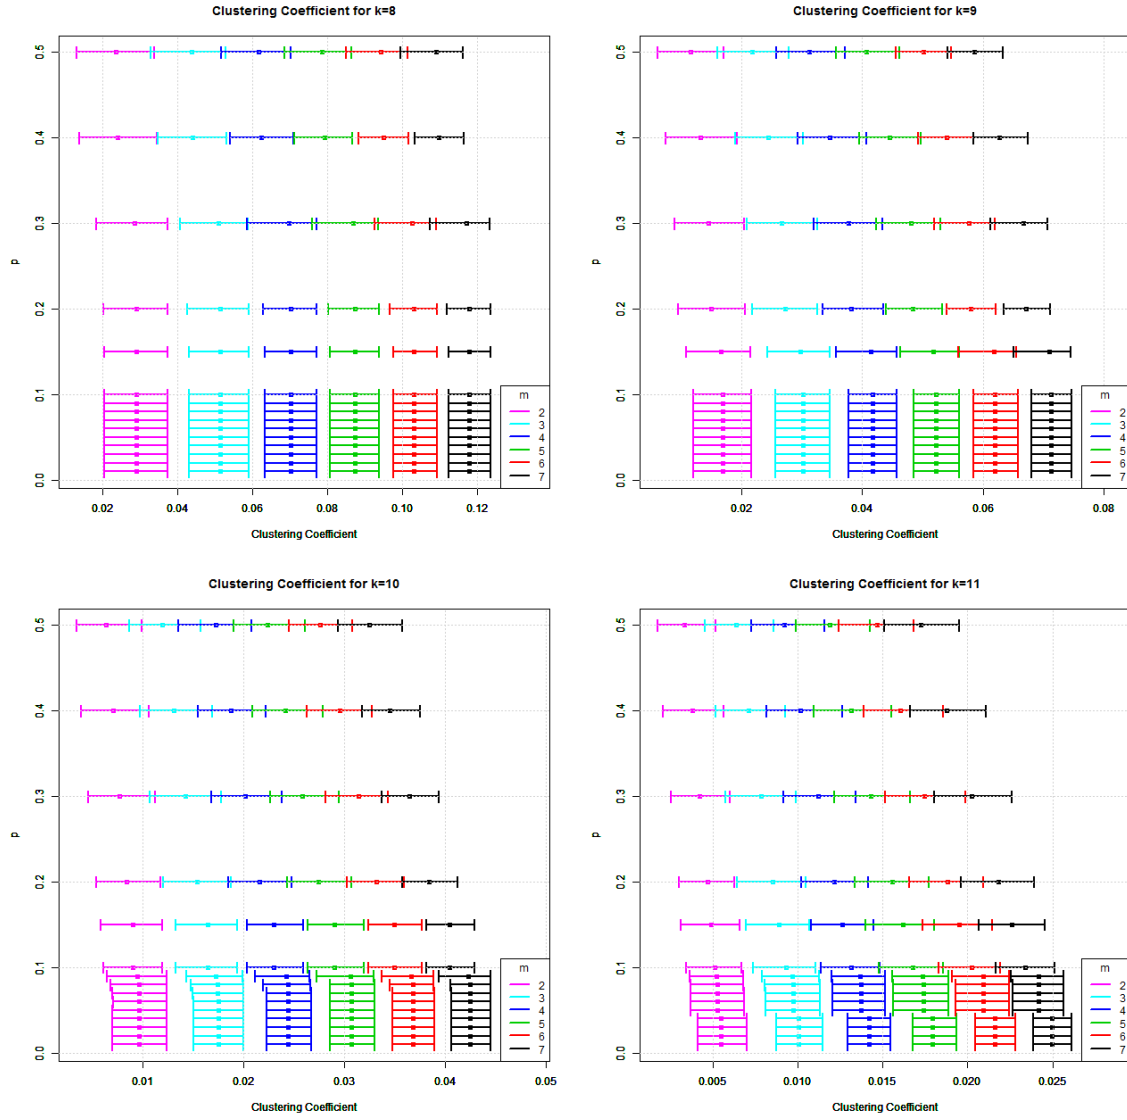 Clustering Coefficient for k=8
p
0.5
0.4
0.3
0.2
0.1
0.0
m
2
3
4
5
6
7
0.02 0.04 0.06 0.08 0.10 0.12
Clustering Coefficient
Clustering Coefficient for k=9
p
0.5
0.4
0.3
0.2
0.1
0.0
m
2
3
4
5
6
7
0.02 0.04 0.06 0.08
Clustering Coefficient
Clustering Coefficient for k=10
p
0.5
0.4
0.3
0.2
0.1
0.0
m
2
3
4
5
6
7
0.01 0.02 0.03 0.04 0.05
Clustering Coefficient
Clustering Coefficient for k=11
p
0.5
0.4
0.3
0.2
0.1
0.0
m
2
3
4
5
6
7
0.005 0.010 0.015 0.020 0.025
Clustering Coefficient